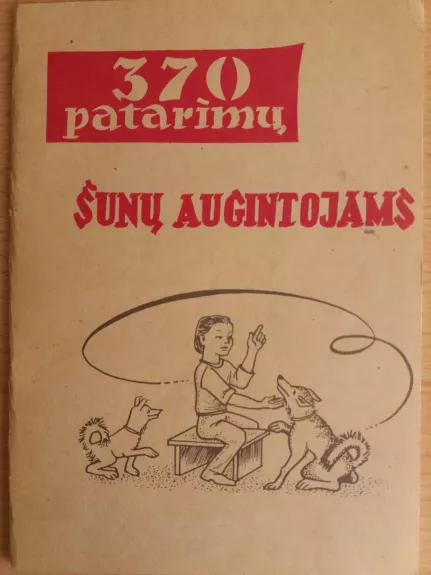 370
patarimų
ŠUNŲ AUGINTOJAMS